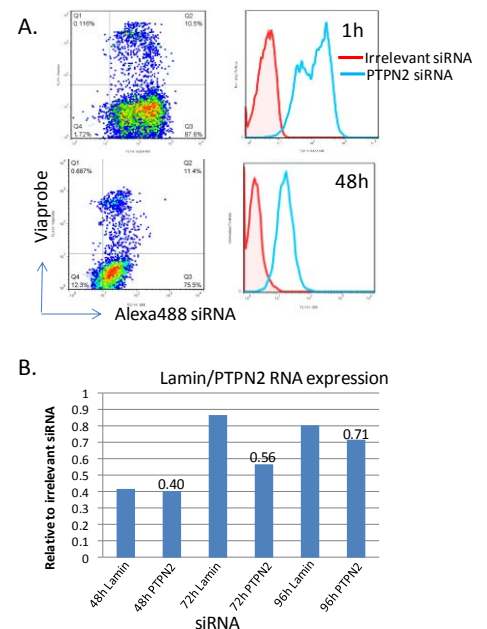 A.
Q1
0.116%
Q2
10.5%
Q4
1.72%
Q3
87.6%
1h
Irrelevant siRNA
PTPN2 siRNA
Q1
0.687%
Q2
11.4%
Q4
12.3%
Q3
75.5%
48h
Viaprobe
Alexa488 siRNA
B.
Lamin/PTPN2 RNA expression
Relative to irrelevant siRNA
1
0.9
0.8
0.7
0.6
0.5
0.4
0.3
0.2
0.1
0
0.40
0.56
0.71
48h Lamin
48h PTPN2
72h Lamin
72h PTPN2
96h Lamin
96h PTPN2
siRNA